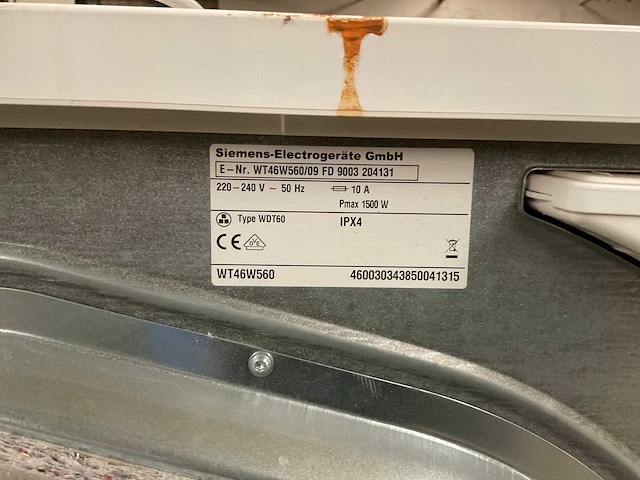 Siemens-Electrogeräte GmbH
E-Nr. WT46W560/09 FD 9003 204131
220-240 V ~ 50 Hz 10 A
Pmax 1500 W
Type WDT60 IPX4
CE DVE
WT46W560 460030343850041315